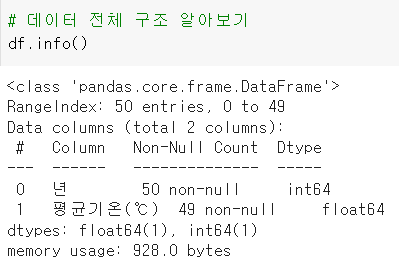 # 데이터 전체 구조 알아보기
df.info()
<class 'pandas.core.frame.DataFrame'>
RangeIndex: 50 entries, 0 to 49
Data columns (total 2 columns):
 #   Column   Non-Null Count  Dtype
---  ------   --------------  -----
 0   년        50 non-null     int64
 1   평균기온(℃)  49 non-null     float64
dtypes: float64(1), int64(1)
memory usage: 928.0 bytes